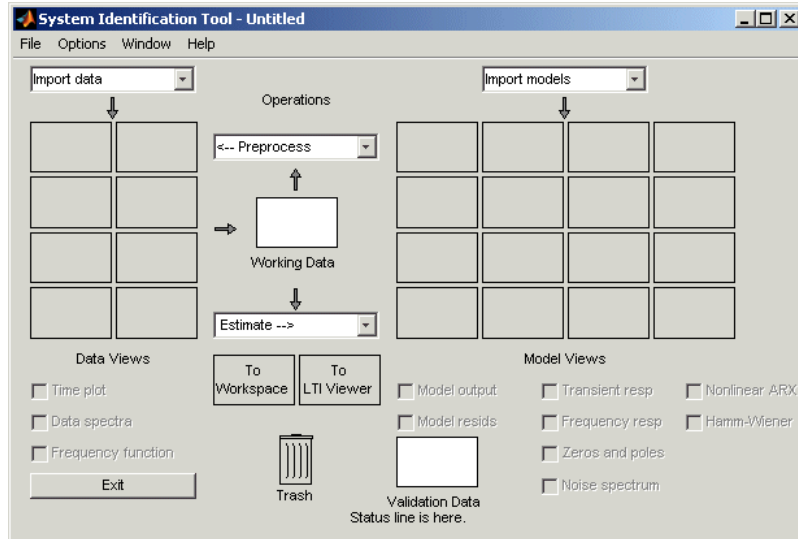 System Identification Tool - Untitled
File Options Window Help
Import data
Operations
Import models
<-- Preprocess
Working Data
Estimate -->
Data Views
To Workspace
To LTI Viewer
Model Views
Time plot
Data spectra
Frequency function
Exit
Trash
Model output
Model resids
Transient resp
Frequency resp
Zeros and poles
Noise spectrum
Nonlinear ARX
Hamm-Wiener
Validation Data
Status line is here.